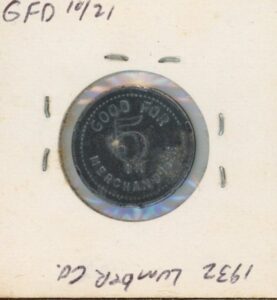 GFD 10/21
GOOD FOR
5
IN
MERCHANDISE
1932 Lumber Co.